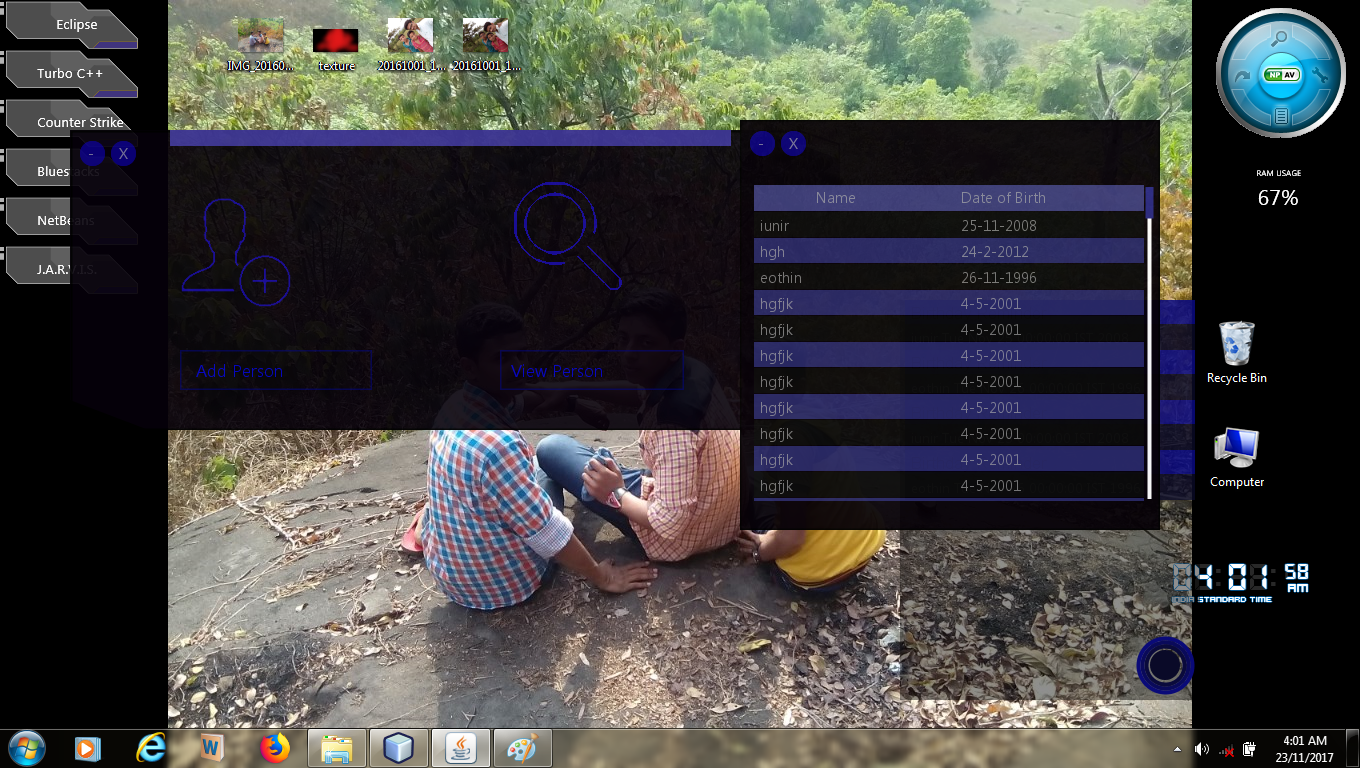 Eclipse
Turbo C++
Counter Strike
Bluestacks
NetBeans
J.A.R.V.I.S.
IMG_20160...
texture
20161001_1...
20161001_1...
- X
Add Person
View Person
- X
Name Date of Birth
iunir 25-11-2008
hgh 24-2-2012
eothin 26-11-1996
hgfjk 4-5-2001
hgfjk 4-5-2001
hgfjk 4-5-2001
hgfjk 4-5-2001
hgfjk 4-5-2001
hgfjk 4-5-2001
hgfjk 4-5-2001
hgfjk 4-5-2001
NP AV
RAM USAGE
67%
Recycle Bin
Computer
04:01 58
AM
INDIA STANDARD TIME
W
4:01 AM
23/11/2017